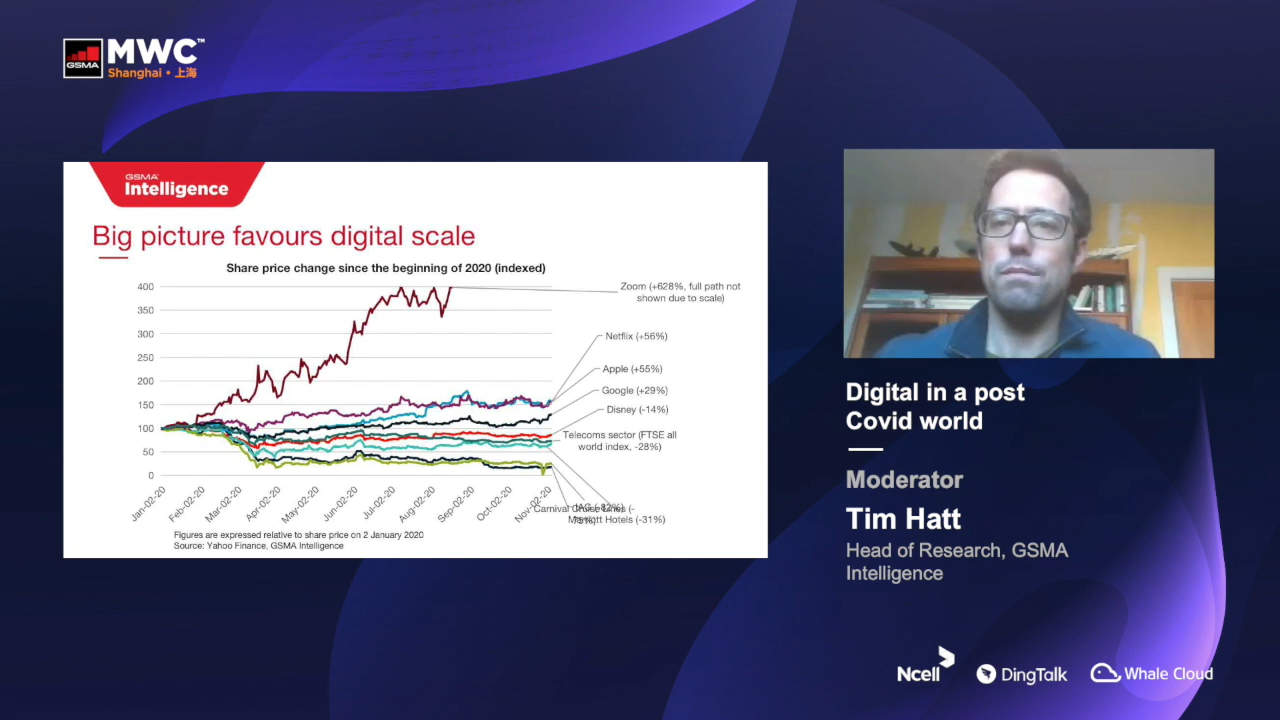 GSMA
MWC™
Shanghai • 上海
GSMA
Intelligence
Big picture favours digital scale
Share price change since the beginning of 2020 (indexed)
400
350
300
250
200
150
100
50
0
Jan-02-20
Feb-02-20
Mar-02-20
Apr-02-20
May-02-20
Jun-02-20
Jul-02-20
Aug-02-20
Sep-02-20
Oct-02-20
Nov-02-20
Zoom (+628%, full path not
shown due to scale)
Netflix (+56%)
Apple (+55%)
Google (+29%)
Disney (-14%)
Telecoms sector (FTSE all
world index, -28%)
Carnival Cruise Lines (-
Marriott Hotels (-31%)
Figures are expressed relative to share price on 2 January 2020
Source: Yahoo Finance, GSMA Intelligence
Digital in a post
Covid world
Moderator
Tim Hatt
Head of Research, GSMA
Intelligence
Ncell
DingTalk
Whale Cloud